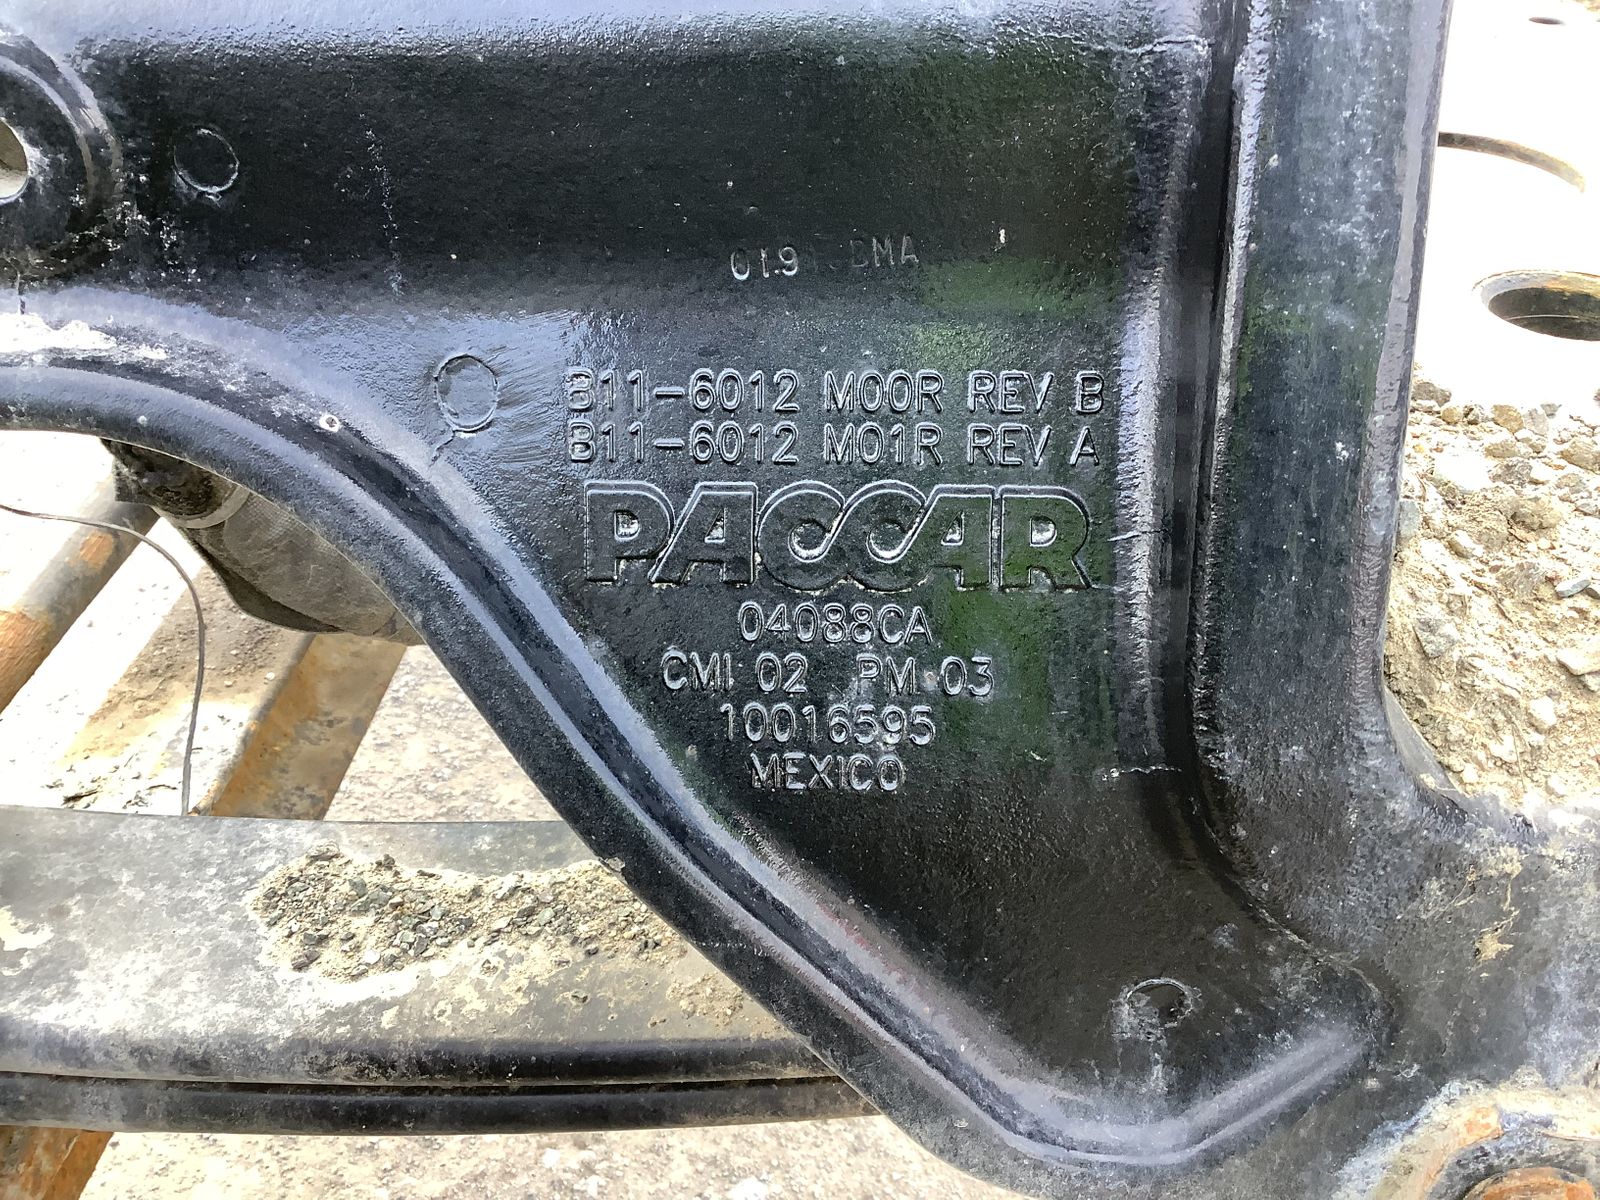 B11-6012 M00R REV B
B11-6012 M01R REV A
PACCAR
04088CA
CMI 02 PM 03
10016595
MEXICO